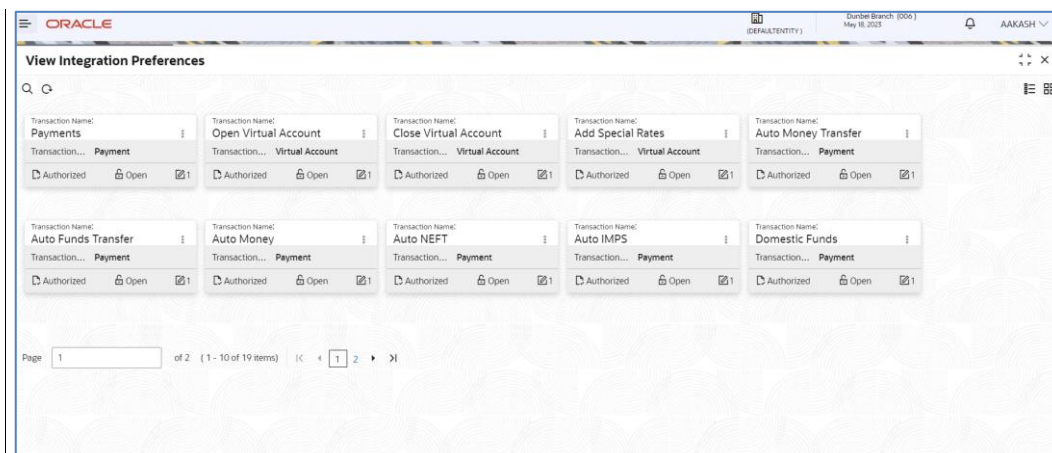 ORACLE
(DEFAULTENTITY)
Dunbei Branch (006)
May 18, 2023
AAKASH
View Integration Preferences
Transaction Name: Transaction Name: Transaction Name: Transaction Name: Transaction Name:
Payments Open Virtual Account Close Virtual Account Add Special Rates Auto Money Transfer
Transaction... Payment Transaction... Virtual Account Transaction... Virtual Account Transaction... Virtual Account Transaction... Payment
Authorized Open 1 Authorized Open 1 Authorized Open 1 Authorized Open 1 Authorized Open 1
Transaction Name: Transaction Name: Transaction Name: Transaction Name: Transaction Name:
Auto Funds Transfer Auto Money Auto NEFT Auto IMPS Domestic Funds
Transaction... Payment Transaction... Payment Transaction... Payment Transaction... Payment Transaction... Payment
Authorized Open 1 Authorized Open 1 Authorized Open 1 Authorized Open 1 Authorized Open 1
Page 1 of 2 (1 - 10 of 19 items) 1 2